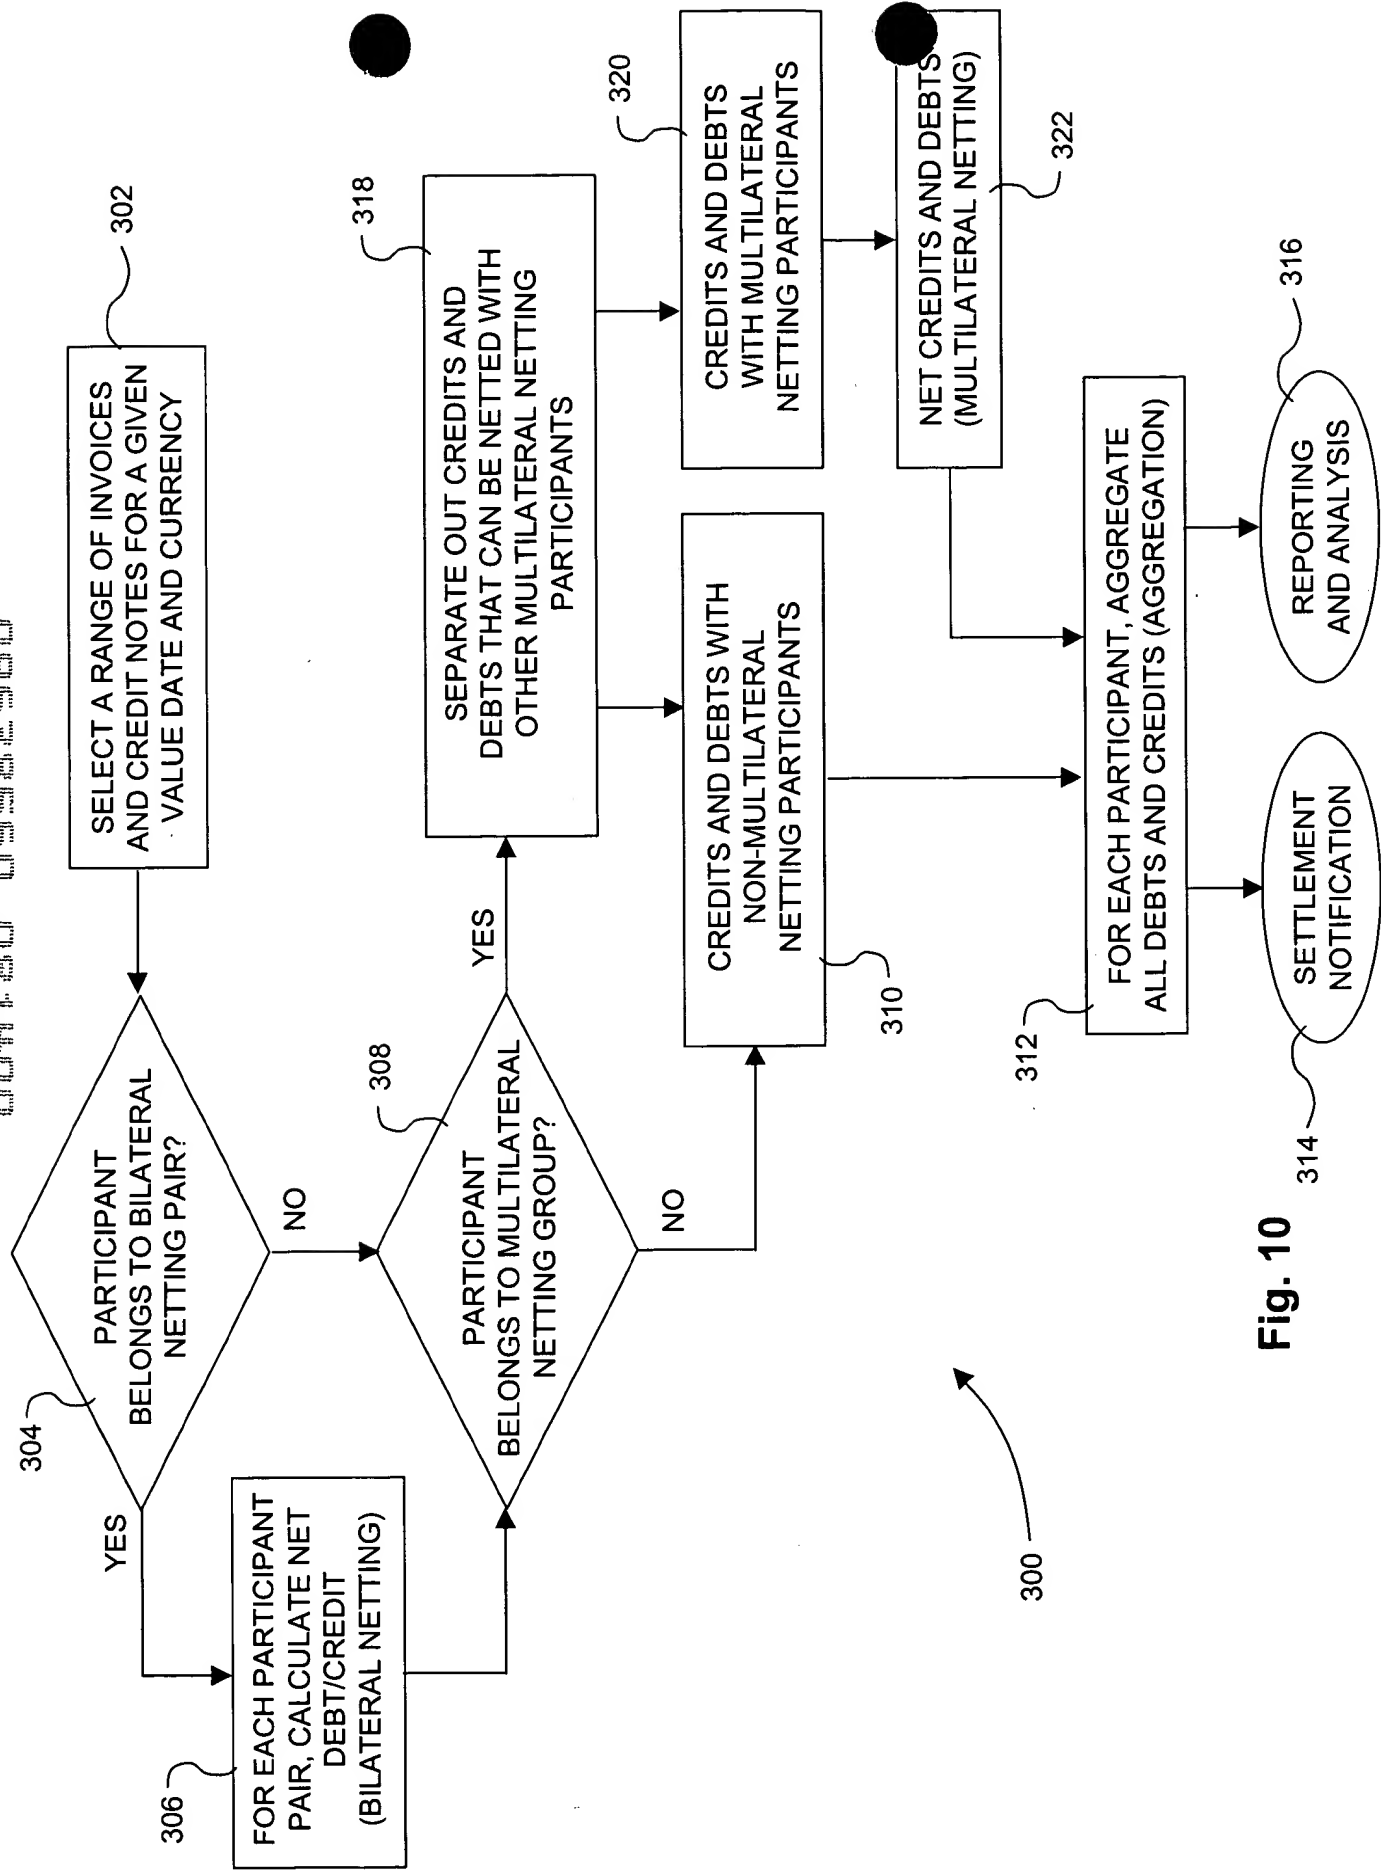 302
SELECT A RANGE OF INVOICES
AND CREDIT NOTES FOR A GIVEN
VALUE DATE AND CURRENCY
304
PARTICIPANT
BELONGS TO BILATERAL
NETTING PAIR?
YES
NO
306
FOR EACH PARTICIPANT
PAIR, CALCULATE NET
DEBT/CREDIT
(BILATERAL NETTING)
308
PARTICIPANT
BELONGS TO MULTILATERAL
NETTING GROUP?
YES
NO
318
SEPARATE OUT CREDITS AND
DEBTS THAT CAN BE NETTED WITH
OTHER MULTILATERAL NETTING
PARTICIPANTS
310
CREDITS AND DEBTS WITH
NON-MULTILATERAL
NETTING PARTICIPANTS
320
CREDITS AND DEBTS
WITH MULTILATERAL
NETTING PARTICIPANTS
NET CREDITS AND DEBTS
(MULTILATERAL NETTING)
322
312
FOR EACH PARTICIPANT, AGGREGATE
ALL DEBTS AND CREDITS (AGGREGATION)
314
SETTLEMENT
NOTIFICATION
316
REPORTING
AND ANALYSIS
300
Fig. 10